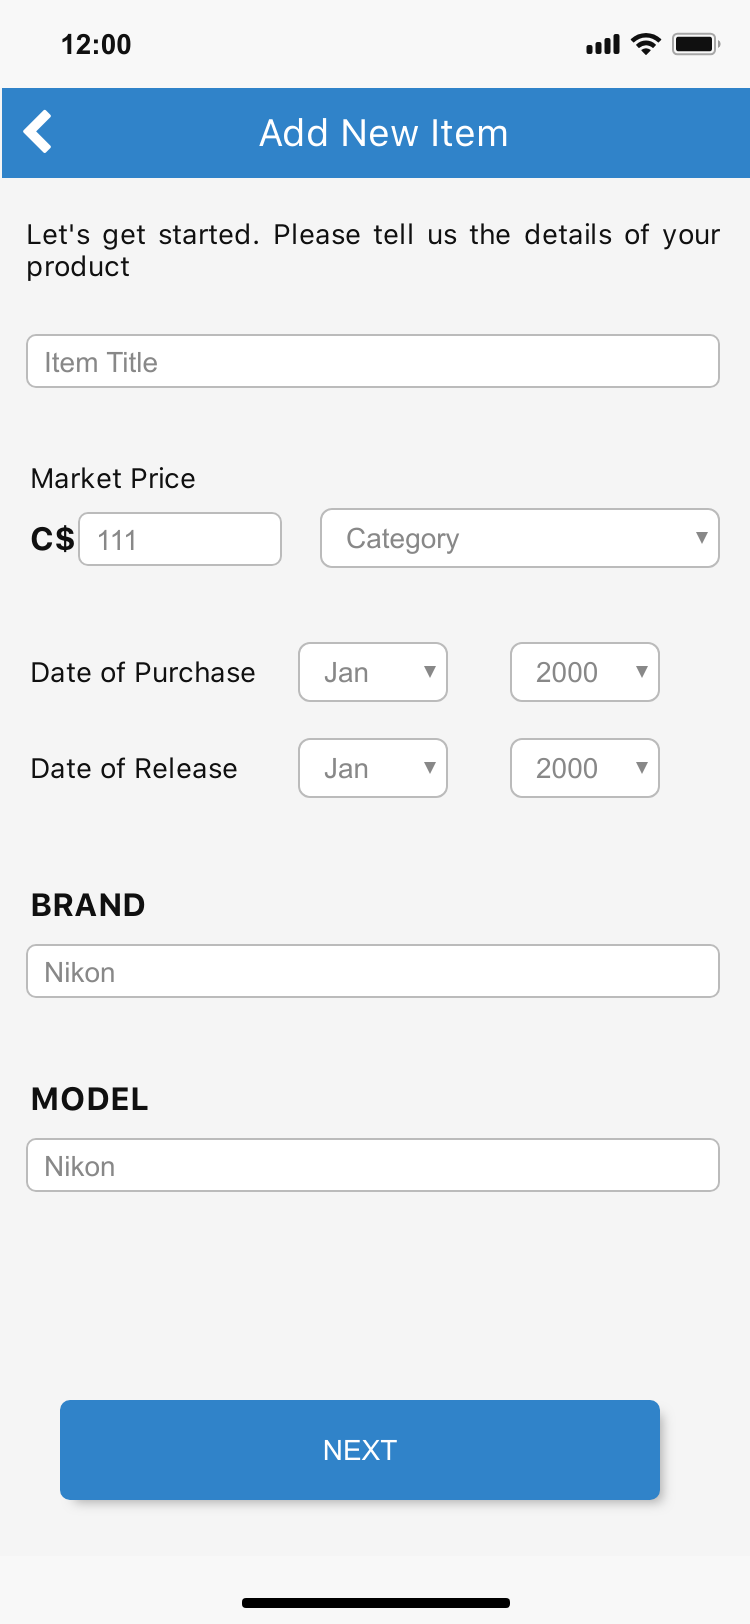 12:00
Add New Item
Let's get started. Please tell us the details of your
product
Item Title
Market Price
C$ 111 Category
Date of Purchase Jan 2000
Date of Release Jan 2000
BRAND
Nikon
MODEL
Nikon
NEXT